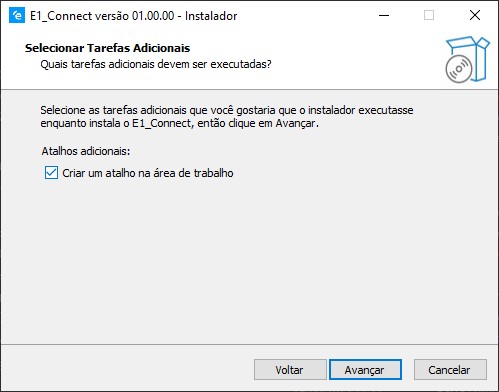 E1_Connect versão 01.00.00 - Instalador
Selecionar Tarefas Adicionais
Quais tarefas adicionais devem ser executadas?
Selecione as tarefas adicionais que você gostaria que o instalador executasse
enquanto instala o E1_Connect, então clique em Avançar.
Atalhos adicionais:
Criar um atalho na área de trabalho
Voltar
Avançar
Cancelar